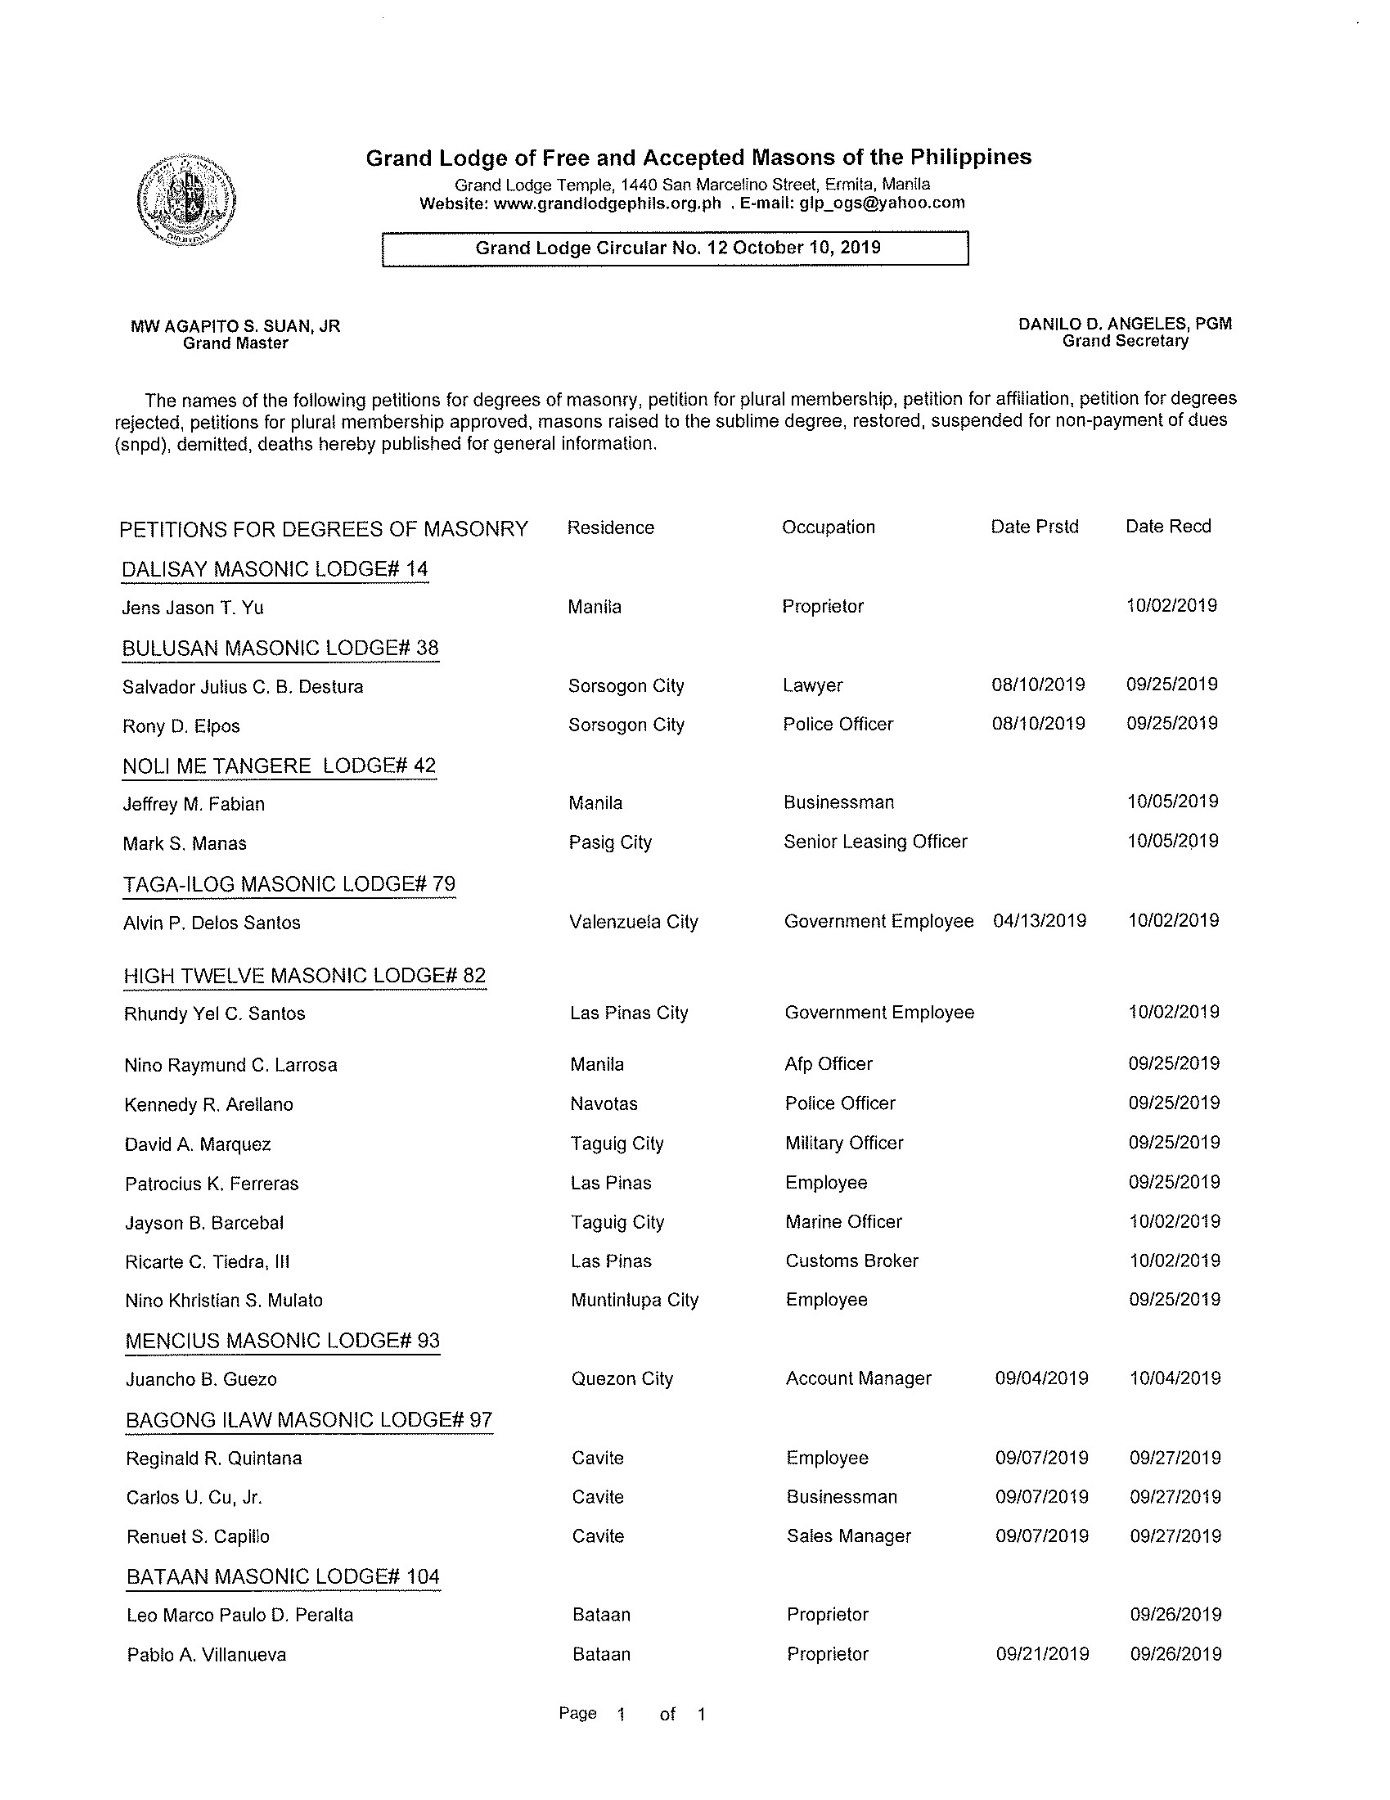 Grand Lodge of Free and Accepted Masons of the Philippines
Grand Lodge Temple, 1440 San Marcelino Street, Ermita, Manila
Website: www.grandlodgephils.org.ph . E-mail: glp_ogs@yahoo.com
Grand Lodge Circular No. 12 October 10, 2019
MW AGAPITO S. SUAN, JR DANILO D. ANGELES, PGM
Grand Master Grand Secretary
The names of the following petitions for degrees of masonry, petition for plural membership, petition for affiliation, petition for degrees
rejected, petitions for plural membership approved, masons raised to the sublime degree, restored, suspended for non-payment of dues
(snpd), demitted, deaths hereby published for general information.
PETITIONS FOR DEGREES OF MASONRY Residence Occupation Date Prstd Date Recd
DALISAY MASONIC LODGE# 14
Jens Jason T. Yu Manila Proprietor 10/02/2019
BULUSAN MASONIC LODGE# 38
Salvador Julius C. B. Destura Sorsogon City Lawyer 08/10/2019 09/25/2019
Rony D. Elpos Sorsogon City Police Officer 08/10/2019 09/25/2019
NOLI ME TANGERE LODGE# 42
Jeffrey M. Fabian Manila Businessman 10/05/2019
Mark S. Manas Pasig City Senior Leasing Officer 10/05/2019
TAGA-ILOG MASONIC LODGE# 79
Alvin P. Delos Santos Valenzuela City Government Employee 04/13/2019 10/02/2019
HIGH TWELVE MASONIC LODGE# 82
Rhundy Yel C. Santos Las Pinas City Government Employee 10/02/2019
Nino Raymund C. Larrosa Manila Afp Officer 09/25/2019
Kennedy R. Arellano Navotas Police Officer 09/25/2019
David A. Marquez Taguig City Military Officer 09/25/2019
Patrocius K. Ferreras Las Pinas Employee 09/25/2019
Jayson B. Barcebal Taguig City Marine Officer 10/02/2019
Ricarte C. Tiedra, III Las Pinas Customs Broker 10/02/2019
Nino Khristian S. Mulato Muntinlupa City Employee 09/25/2019
MENCIUS MASONIC LODGE# 93
Juancho B. Guezo Quezon City Account Manager 09/04/2019 10/04/2019
BAGONG ILAW MASONIC LODGE# 97
Reginald R. Quintana Cavite Employee 09/07/2019 09/27/2019
Carlos U. Cu, Jr. Cavite Businessman 09/07/2019 09/27/2019
Renuet S. Capillo Cavite Sales Manager 09/07/2019 09/27/2019
BATAAN MASONIC LODGE# 104
Leo Marco Paulo D. Peralta Bataan Proprietor 09/26/2019
Pablo A. Villanueva Bataan Proprietor 09/21/2019 09/26/2019
Page 1 of 1